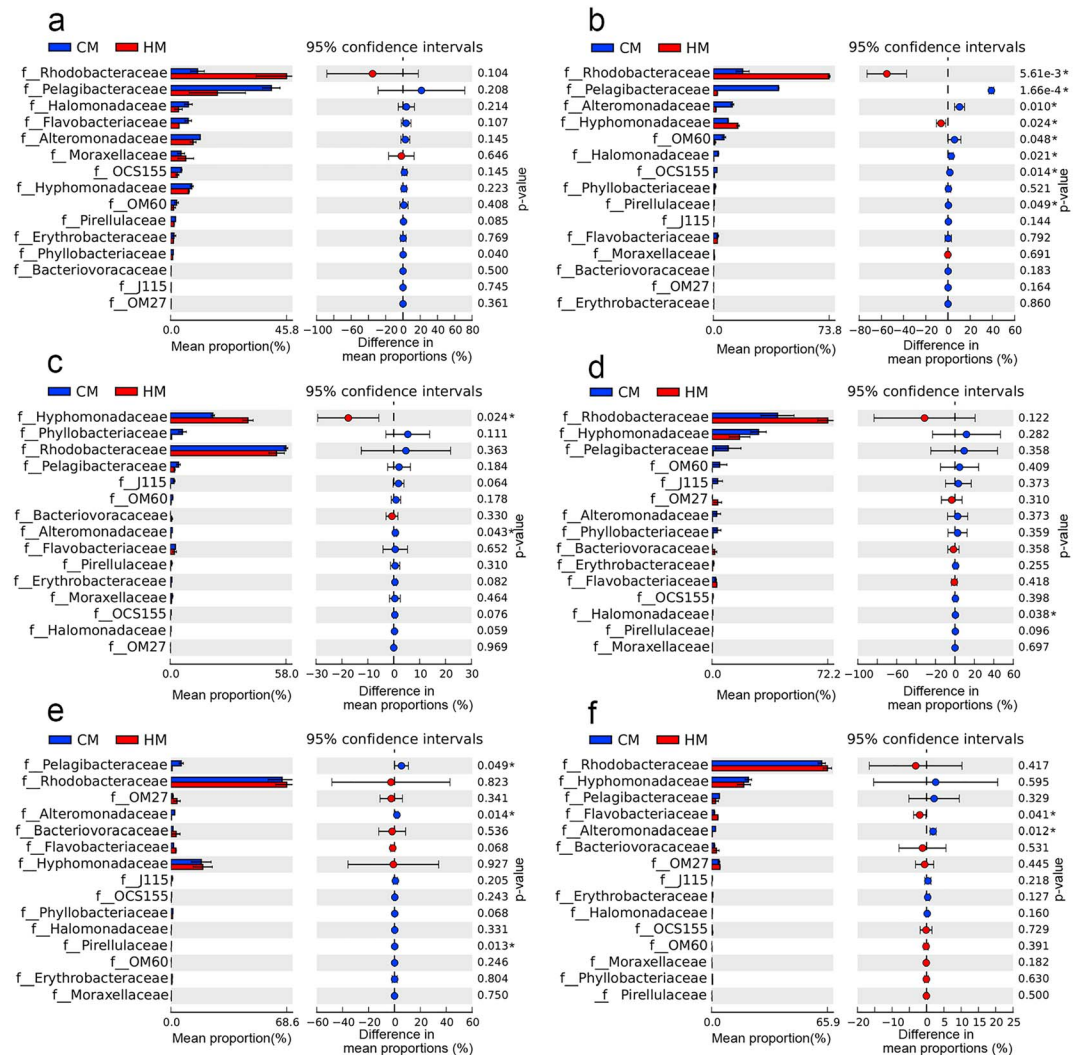 a
CM HM
95% confidence intervals
f__Rhodobacteraceae 0.104
f__Pelagibacteraceae 0.208
f__Halomonadaceae 0.214
f__Flavobacteriaceae 0.107
f__Alteromonadaceae 0.145
f__Moraxellaceae 0.646
f__OCS155 0.145
f__Hyphomonadaceae 0.223
f__OM60 0.408
f__Pirellulaceae 0.085
f__Erythrobacteraceae 0.769
f__Phyllobacteriaceae 0.040
f__Bacteriovoracaceae 0.500
f__J115 0.745
f__OM27 0.361
p-value
0.0 45.8
Mean proportion(%)
-100 -60 -20 0 20 40 60 80
Difference in
mean proportions (%)
b
CM HM
95% confidence intervals
f__Rhodobacteraceae 5.61e-3*
f__Pelagibacteraceae 1.66e-4*
f__Alteromonadaceae 0.010*
f__Hyphomonadaceae 0.024*
f__OM60 0.048*
f__Halomonadaceae 0.021*
f__OCS155 0.014*
f__Phyllobacteriaceae 0.521
f__Pirellulaceae 0.049*
f__J115 0.144
f__Flavobacteriaceae 0.792
f__Moraxellaceae 0.691
f__Bacteriovoracaceae 0.183
f__OM27 0.164
f__Erythrobacteraceae 0.860
p-value
0.0 73.8
Mean proportion(%)
-80 -60 -40 -20 0 20 40 60
Difference in
mean proportions (%)
c
CM HM
95% confidence intervals
f__Hyphomonadaceae 0.024*
f__Phyllobacteriaceae 0.111
f__Rhodobacteraceae 0.363
f__Pelagibacteraceae 0.184
f__J115 0.064
f__OM60 0.178
f__Bacteriovoracaceae 0.330
f__Alteromonadaceae 0.043*
f__Flavobacteriaceae 0.652
f__Pirellulaceae 0.310
f__Erythrobacteraceae 0.082
f__Moraxellaceae 0.464
f__OCS155 0.076
f__Halomonadaceae 0.059
f__OM27 0.969
p-value
0.0 58.0
Mean proportion(%)
-30 -20 -10 0 10 20 30
Difference in
mean proportions (%)
d
CM HM
95% confidence intervals
f__Rhodobacteraceae 0.122
f__Hyphomonadaceae 0.282
f__Pelagibacteraceae 0.358
f__OM60 0.409
f__J115 0.373
f__OM27 0.310
f__Alteromonadaceae 0.373
f__Phyllobacteriaceae 0.359
f__Bacteriovoracaceae 0.358
f__Erythrobacteraceae 0.255
f__Flavobacteriaceae 0.418
f__OCS155 0.398
f__Halomonadaceae 0.038*
f__Pirellulaceae 0.096
f__Moraxellaceae 0.697
p-value
0.0 72.2
Mean proportion(%)
-100 -80 -60 -40 -20 0 20 40 60
Difference in
mean proportions (%)
e
CM HM
95% confidence intervals
f__Pelagibacteraceae 0.049*
f__Rhodobacteraceae 0.823
f__OM27 0.341
f__Alteromonadaceae 0.014*
f__Bacteriovoracaceae 0.536
f__Flavobacteriaceae 0.068
f__Hyphomonadaceae 0.927
f__J115 0.205
f__OCS155 0.243
f__Phyllobacteriaceae 0.068
f__Halomonadaceae 0.331
f__Pirellulaceae 0.013*
f__OM60 0.246
f__Erythrobacteraceae 0.804
f__Moraxellaceae 0.750
p-value
0.0 68.6
Mean proportion(%)
-60 -40 -20 0 20 40 60
Difference in
mean proportions (%)
f
CM HM
95% confidence intervals
f__Rhodobacteraceae 0.417
f__Hyphomonadaceae 0.595
f__Pelagibacteraceae 0.329
f__Flavobacteriaceae 0.041*
f__Alteromonadaceae 0.012*
f__Bacteriovoracaceae 0.531
f__OM27 0.445
f__J115 0.218
f__Erythrobacteraceae 0.127
f__Halomonadaceae 0.160
f__OCS155 0.729
f__OM60 0.391
f__Moraxellaceae 0.182
f__Phyllobacteriaceae 0.630
_f_Pirellulaceae 0.500
p-value
0.0 65.9
Mean proportion(%)
-20 -10 0 5 10 15 20 25
Difference in
mean proportions (%)